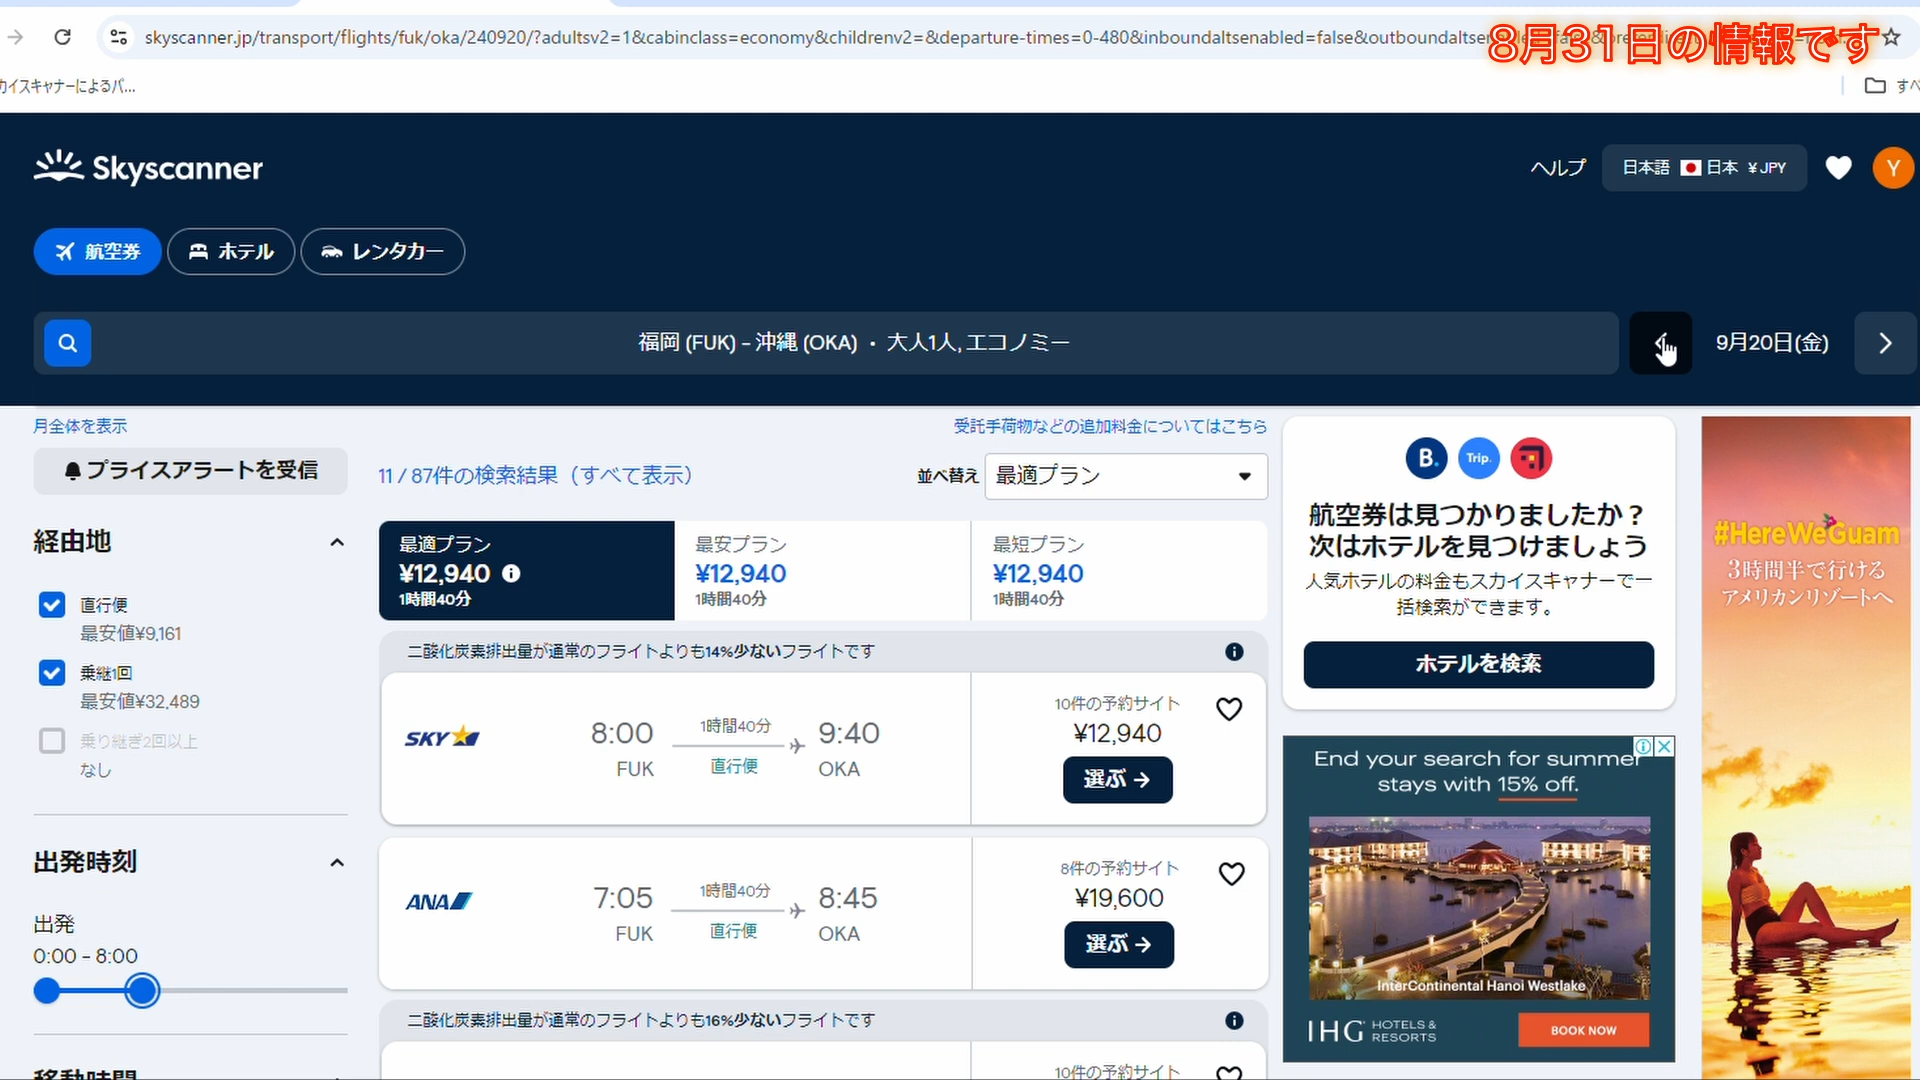 skyscanner.jp/transport/flights/fuk/oka/240920/?adultsv2=1&cabinclass=economy&childrenv2=&departure-times=0-480&inboundaltsenabled=false&outboundaltsen
8月31日の情報です
カイスキャナーによるパ...
すべ
Skyscanner
ヘルプ
日本語 日本 ¥ JPY
Y
航空券 ホテル レンタカー
福岡 (FUK) - 沖縄 (OKA) • 大人1人, エコノミー
9月20日(金)
月全体を表示
受託手荷物などの追加料金についてはこちら
プライスアラートを受信
11 / 87件の検索結果（すべて表示）
並べ替え 最適プラン
経由地
直行便
最安値¥9,161
乗継1回
最安値¥32,489
乗り継ぎ2回以上
なし
出発時刻
出発
0:00 - 8:00
移動時間
最適プラン
¥12,940
1時間40分
最安プラン
¥12,940
1時間40分
最短プラン
¥12,940
1時間40分
二酸化炭素排出量が通常のフライトよりも14%少ないフライトです
SKY
8:00
FUK
1時間40分
直行便
9:40
OKA
10件の予約サイト
¥12,940
選ぶ →
ANA
7:05
FUK
1時間40分
直行便
8:45
OKA
8件の予約サイト
¥19,600
選ぶ →
二酸化炭素排出量が通常のフライトよりも16%少ないフライトです
10件の予約サイト
B. Trip.
航空券は見つかりましたか？
次はホテルを見つけましょう
人気ホテルの料金もスカイスキャナーで一
括検索ができます。
ホテルを検索
End your search for summer
stays with 15% off.
InterContinental Hanoi Westlake
IHG HOTELS &
RESORTS
BOOK NOW
#HereWeGuam
3時間半で行ける
アメリカンリゾートへ